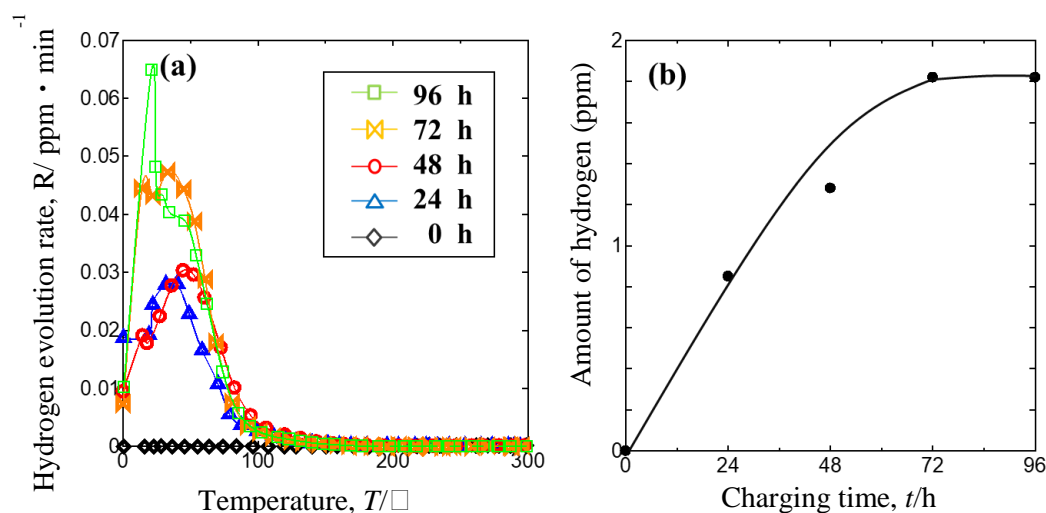 Hydrogen evolution rate, R/ ppm・min-1
0.07
0.06
0.05
0.04
0.03
0.02
0.01
0
(a)
96 h
72 h
48 h
24 h
0 h
0
100
200
300
Temperature, T/□
Amount of hydrogen (ppm)
2
1
0
(b)
0
24
48
72
96
Charging time, t/h